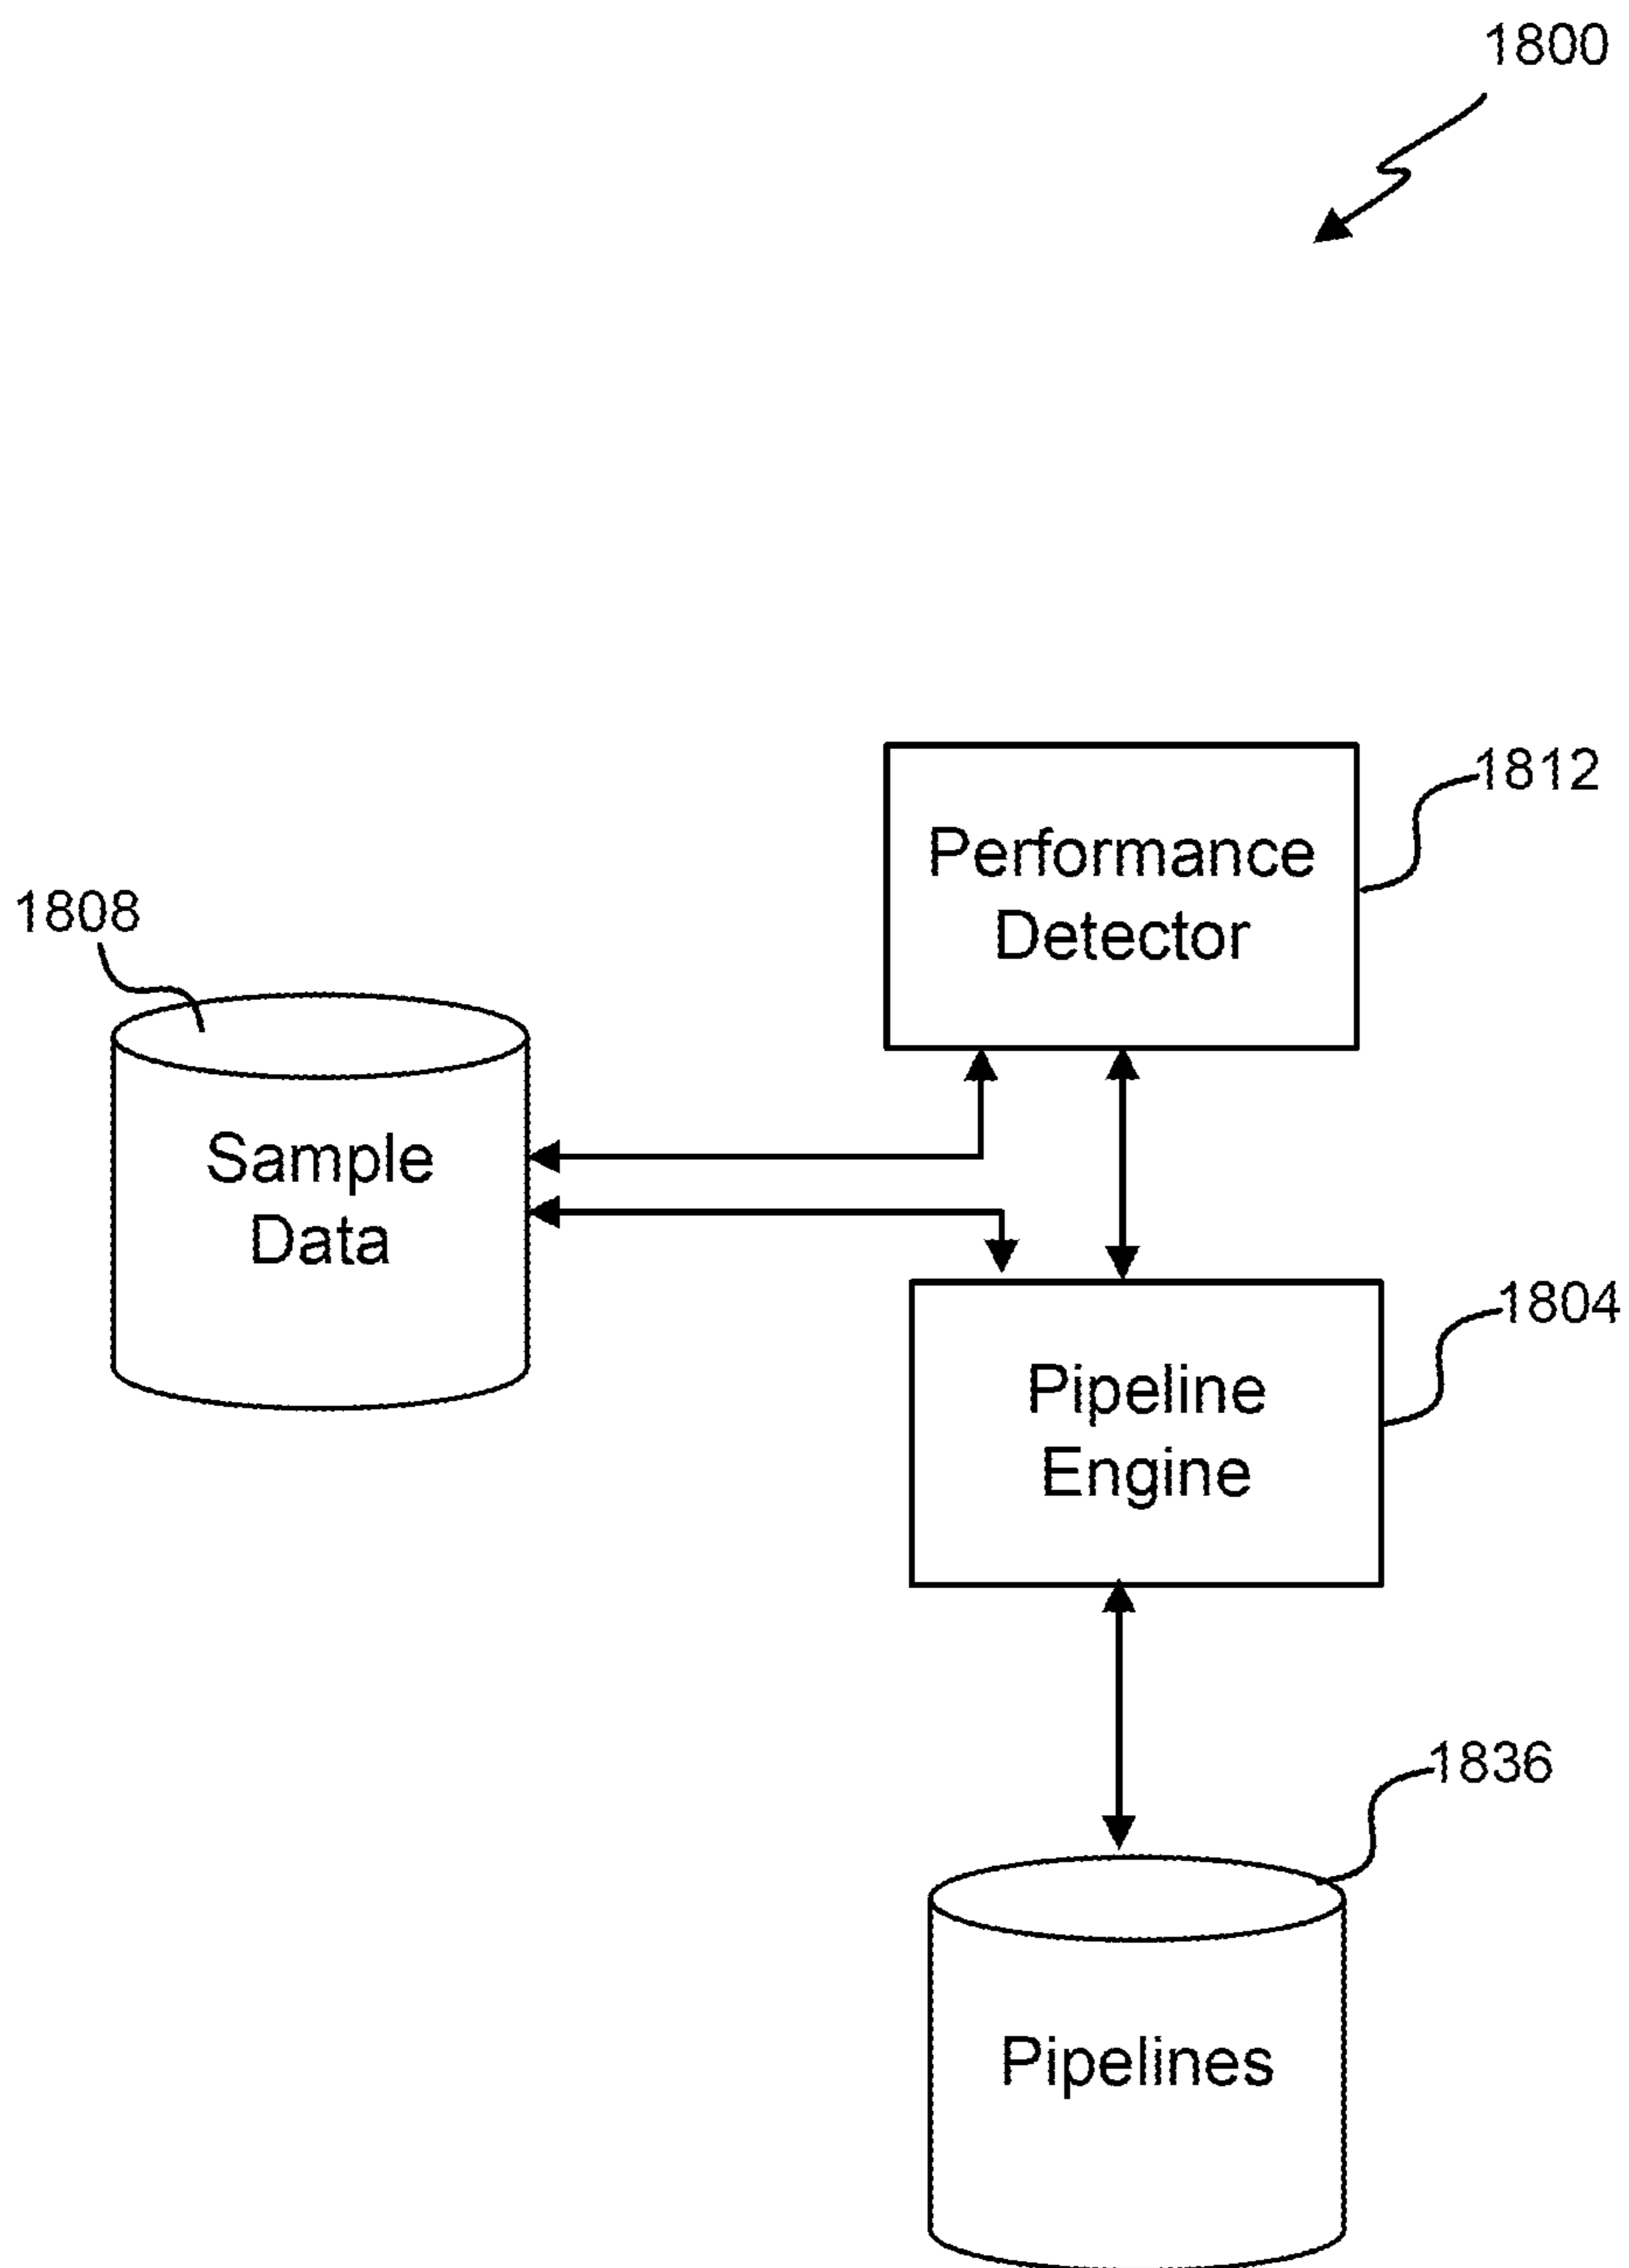 1800
1812
Performance
Detector
1808
Sample
Data
1804
Pipeline
Engine
1836
Pipelines